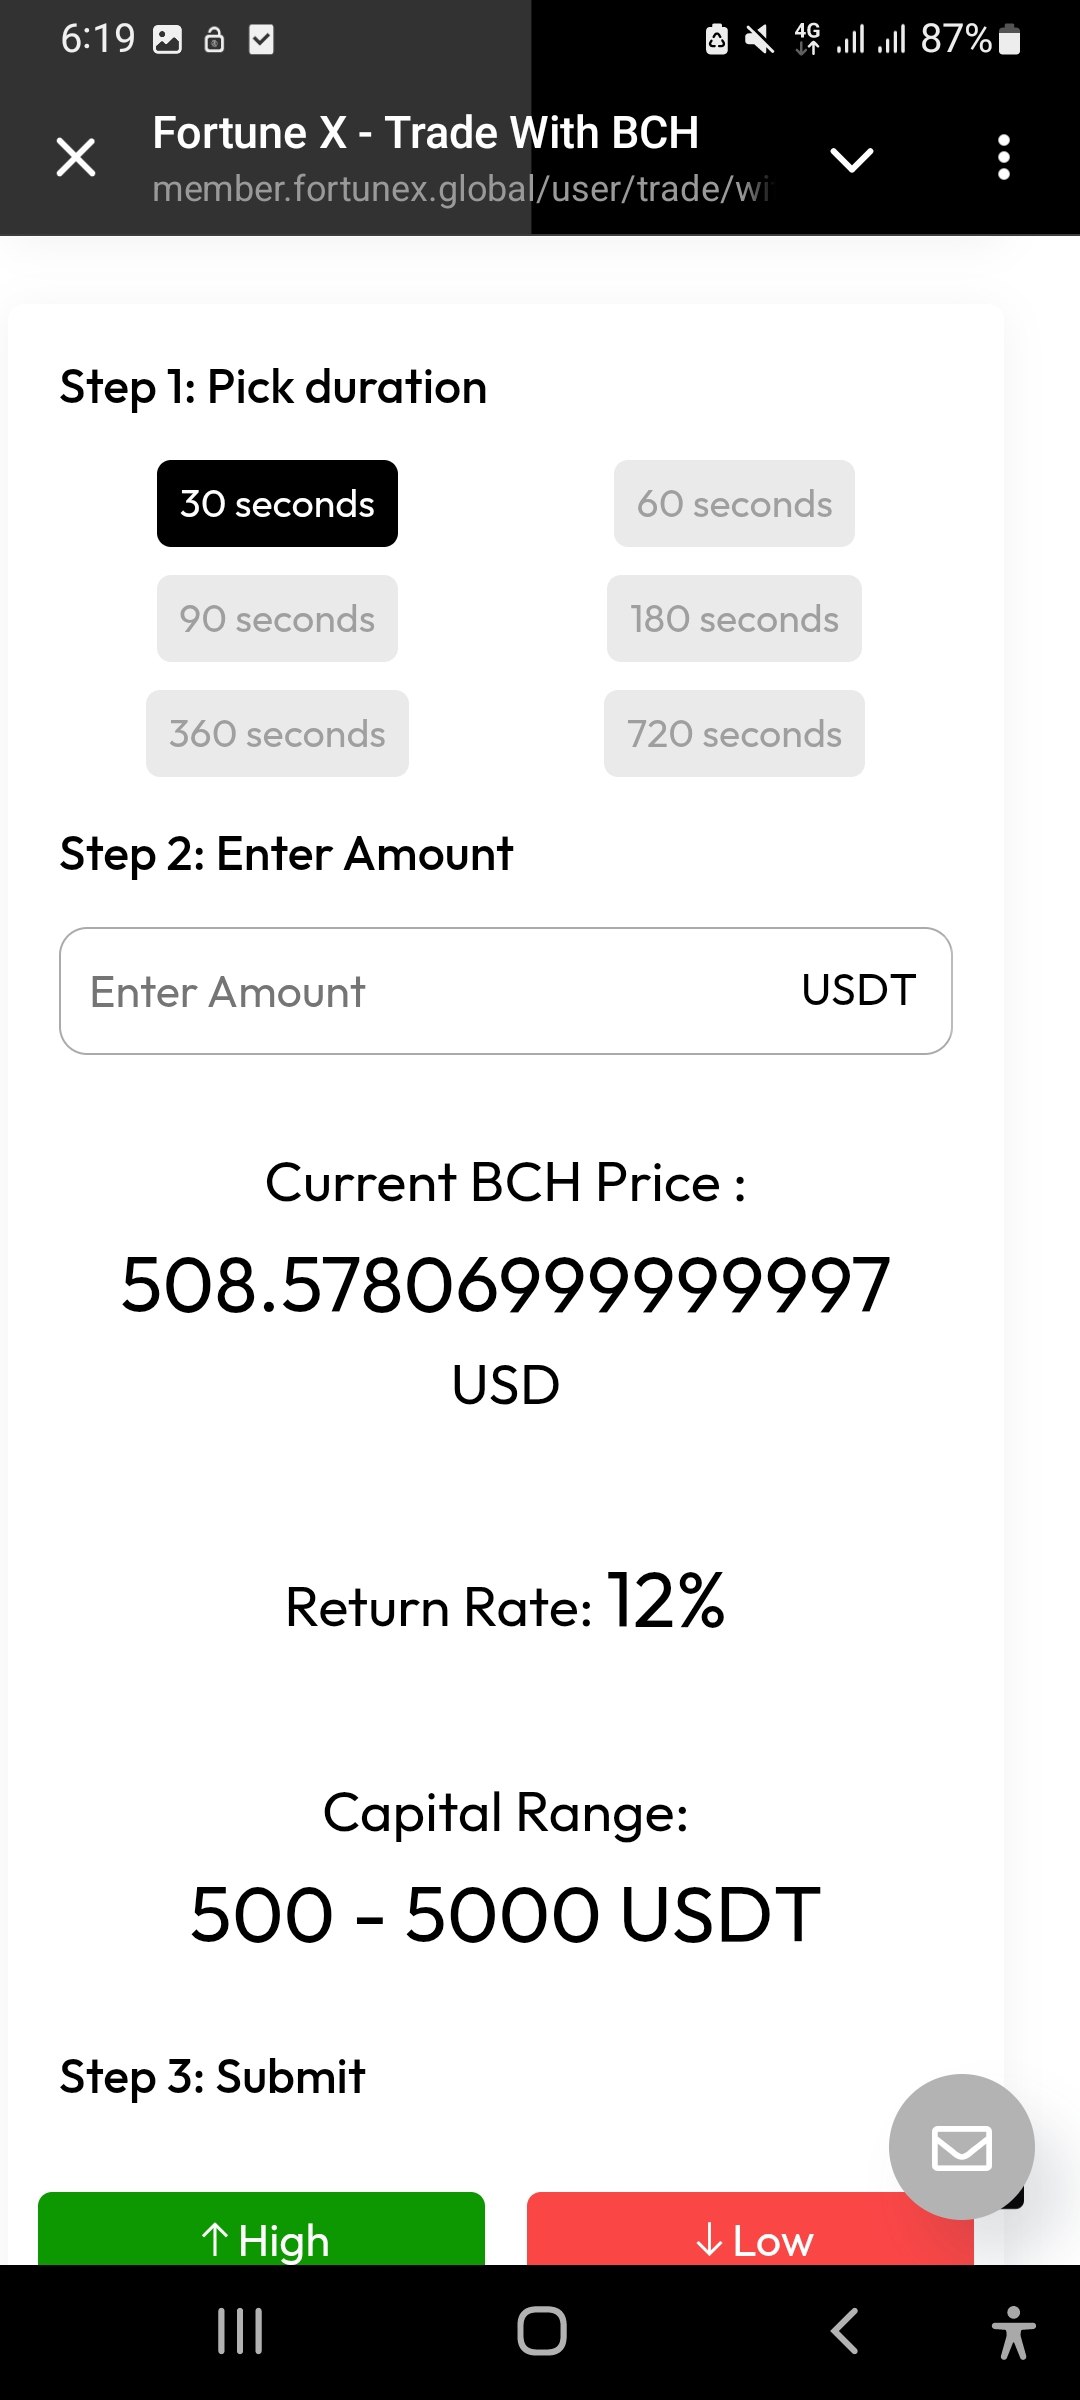 6:19
4G
87%
Fortune X - Trade With BCH
member.fortunex.global/user/trade/wi
Step 1: Pick duration
30 seconds
60 seconds
90 seconds
180 seconds
360 seconds
720 seconds
Step 2: Enter Amount
Enter Amount
USDT
Current BCH Price :
508.57806999999997
USD
Return Rate: 12%
Capital Range:
500 - 5000 USDT
Step 3: Submit
↑ High
↓ Low